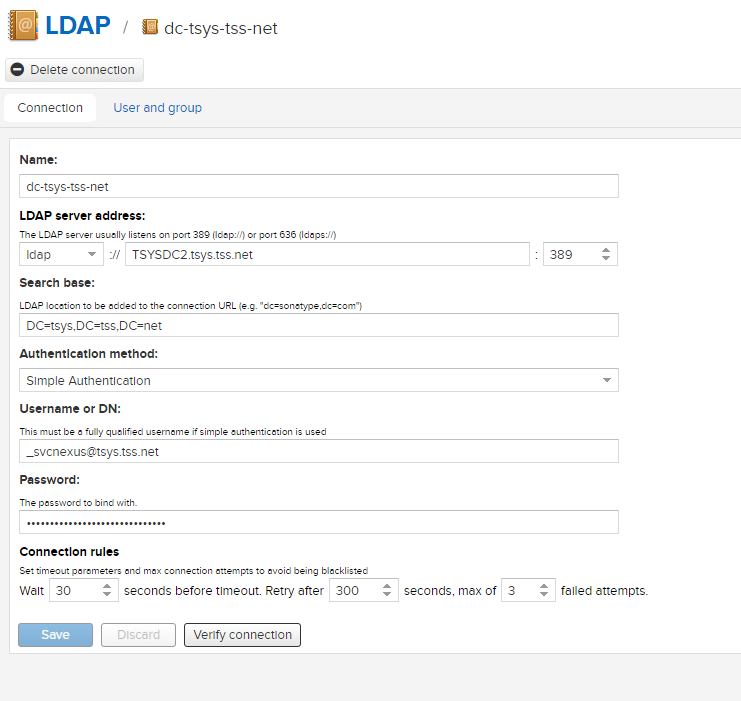 LDAP / dc-tsys-tss-net
Delete connection
Connection User and group
Name:
dc-tsys-tss-net
LDAP server address:
The LDAP server usually listens on port 389 (ldap://) or port 636 (ldaps://)
ldap :// TSYSDC2.tsys.tss.net : 389
Search base:
LDAP location to be added to the connection URL (e.g. "dc=sonatype,dc=com")
DC=tsys,DC=tss,DC=net
Authentication method:
Simple Authentication
Username or DN:
This must be a fully qualified username if simple authentication is used
_svcnexus@tsys.tss.net
Password:
The password to bind with.
••••••••••••••••••••••••••••••
Connection rules
Set timeout parameters and max connection attempts to avoid being blacklisted
Wait 30 seconds before timeout. Retry after 300 seconds, max of 3 failed attempts.
Save Discard Verify connection